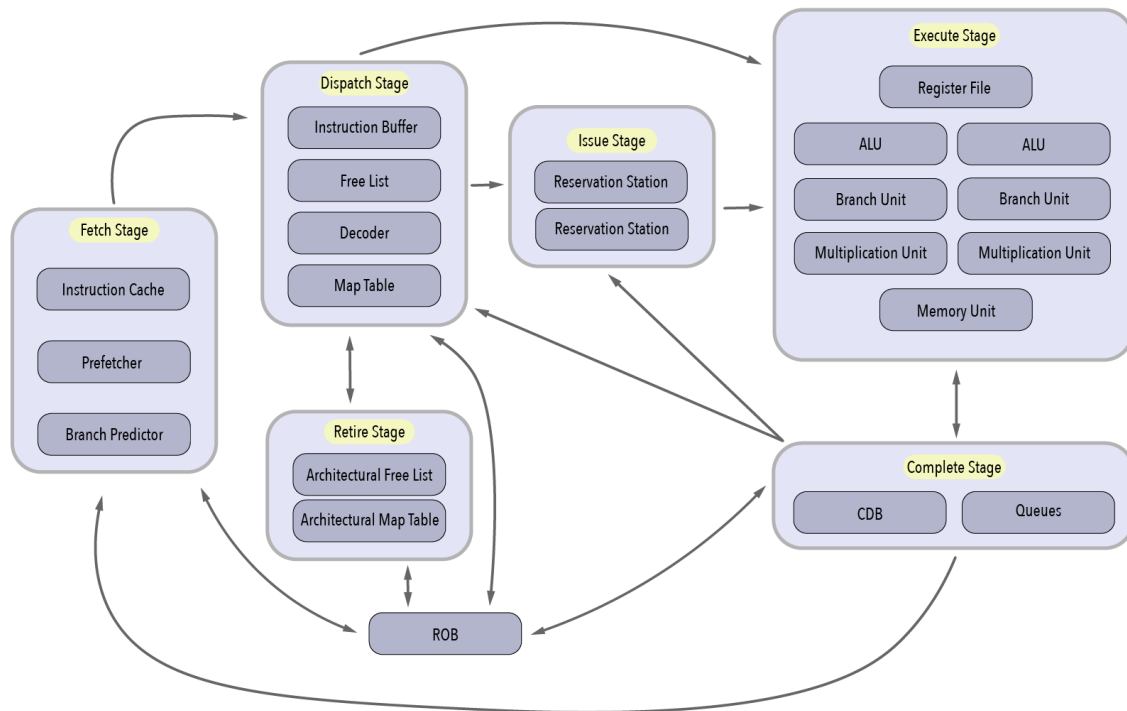 Fetch Stage
Instruction Cache
Prefetcher
Branch Predictor
Dispatch Stage
Instruction Buffer
Free List
Decoder
Map Table
Retire Stage
Architectural Free List
Architectural Map Table
ROB
Issue Stage
Reservation Station
Reservation Station
Execute Stage
Register File
ALU
ALU
Branch Unit
Branch Unit
Multiplication Unit
Multiplication Unit
Memory Unit
Complete Stage
CDB
Queues